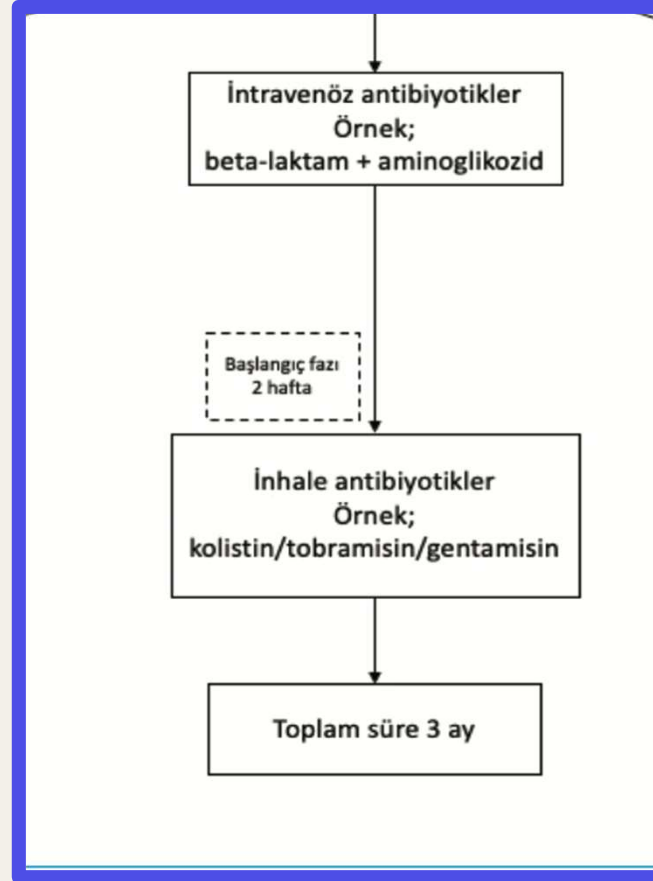 İntravenöz antibiyotikler
Örnek;
beta-laktam + aminoglikozid
Başlangıç fazı
2 hafta
İnhale antibiyotikler
Örnek;
kolistin/tobramisin/gentamisin
Toplam süre 3 ay